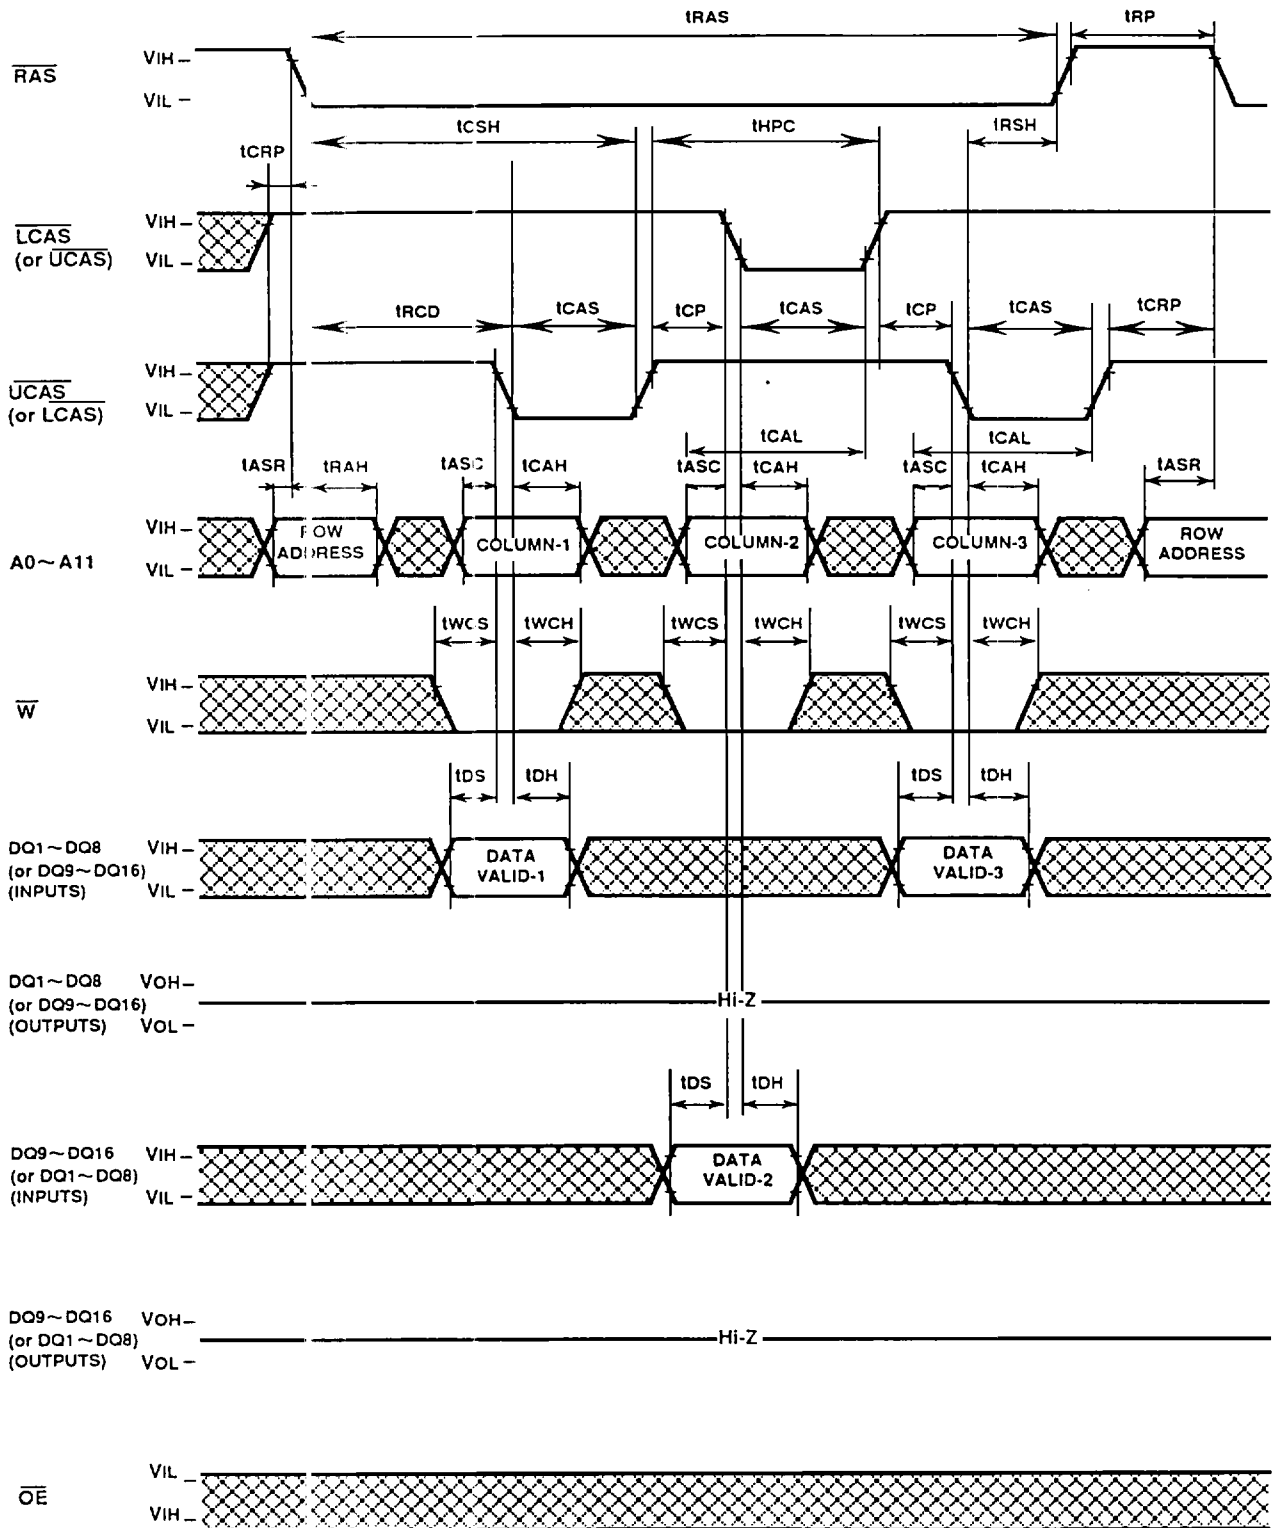 tRAS
tRP
RAS
VIH
VIL
tCSH
tHPC
tRSH
tCRP
LCAS
(or UCAS)
VIH
VIL
tRCD
tCAS
tCP
tCAS
tCP
tCAS
tCRP
UCAS
(or LCAS)
VIH
VIL
tCAL
tCAL
tASR
tRAH
tASC
tCAH
tASC
tCAH
tASC
tCAH
tASR
A0~A11
VIH
VIL
ROW
ADDRESS
COLUMN-1
COLUMN-2
COLUMN-3
ROW
ADDRESS
tWCS
tWCH
tWCS
tWCH
tWCS
tWCH
W
VIH
VIL
tDS
tDH
tDS
tDH
DQ1~DQ8
(or DQ9~DQ16)
(INPUTS)
VIH
VIL
DATA
VALID-1
DATA
VALID-3
DQ1~DQ8
(or DQ9~DQ16)
(OUTPUTS)
VOH
VOL
Hi-Z
tDS
tDH
DQ9~DQ16
(or DQ1~DQ8)
(INPUTS)
VIH
VIL
DATA
VALID-2
DQ9~DQ16
(or DQ1~DQ8)
(OUTPUTS)
VOH
VOL
Hi-Z
OE
VIL
VIH